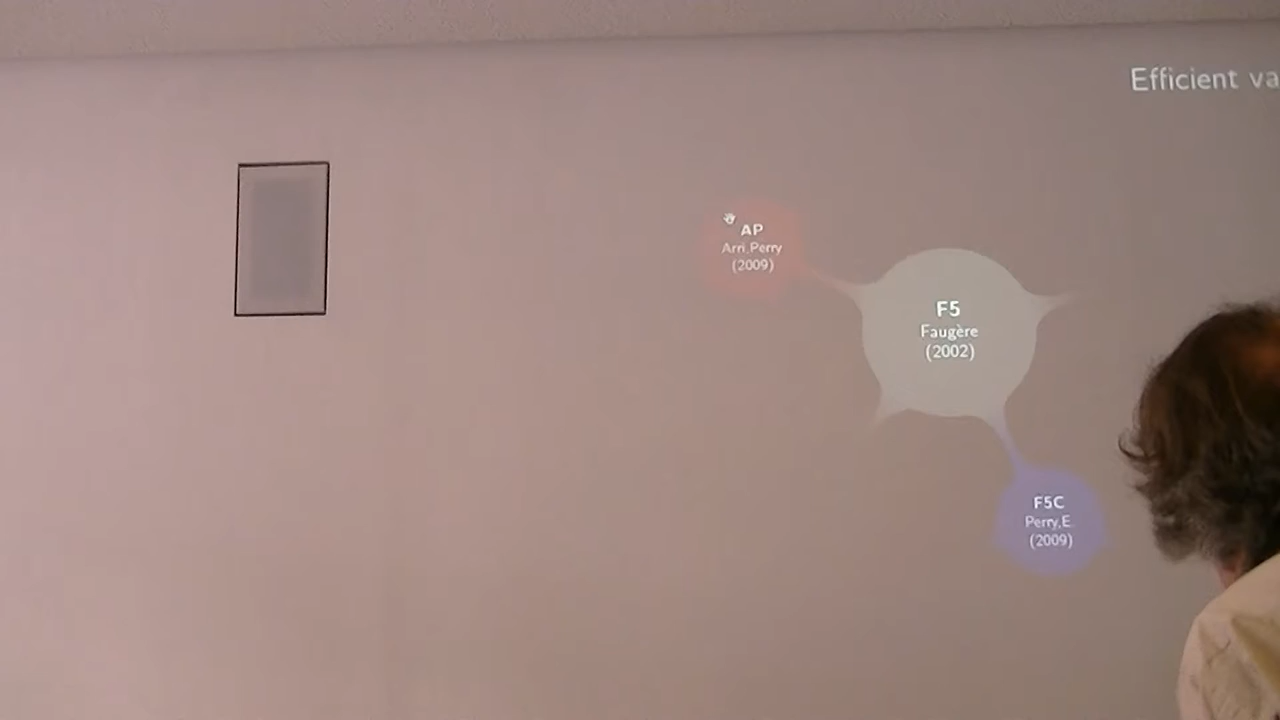 Efficient va
AP
Arri,Perry
(2009)
F5
Faugère
(2002)
F5C
Perry,E.
(2009)